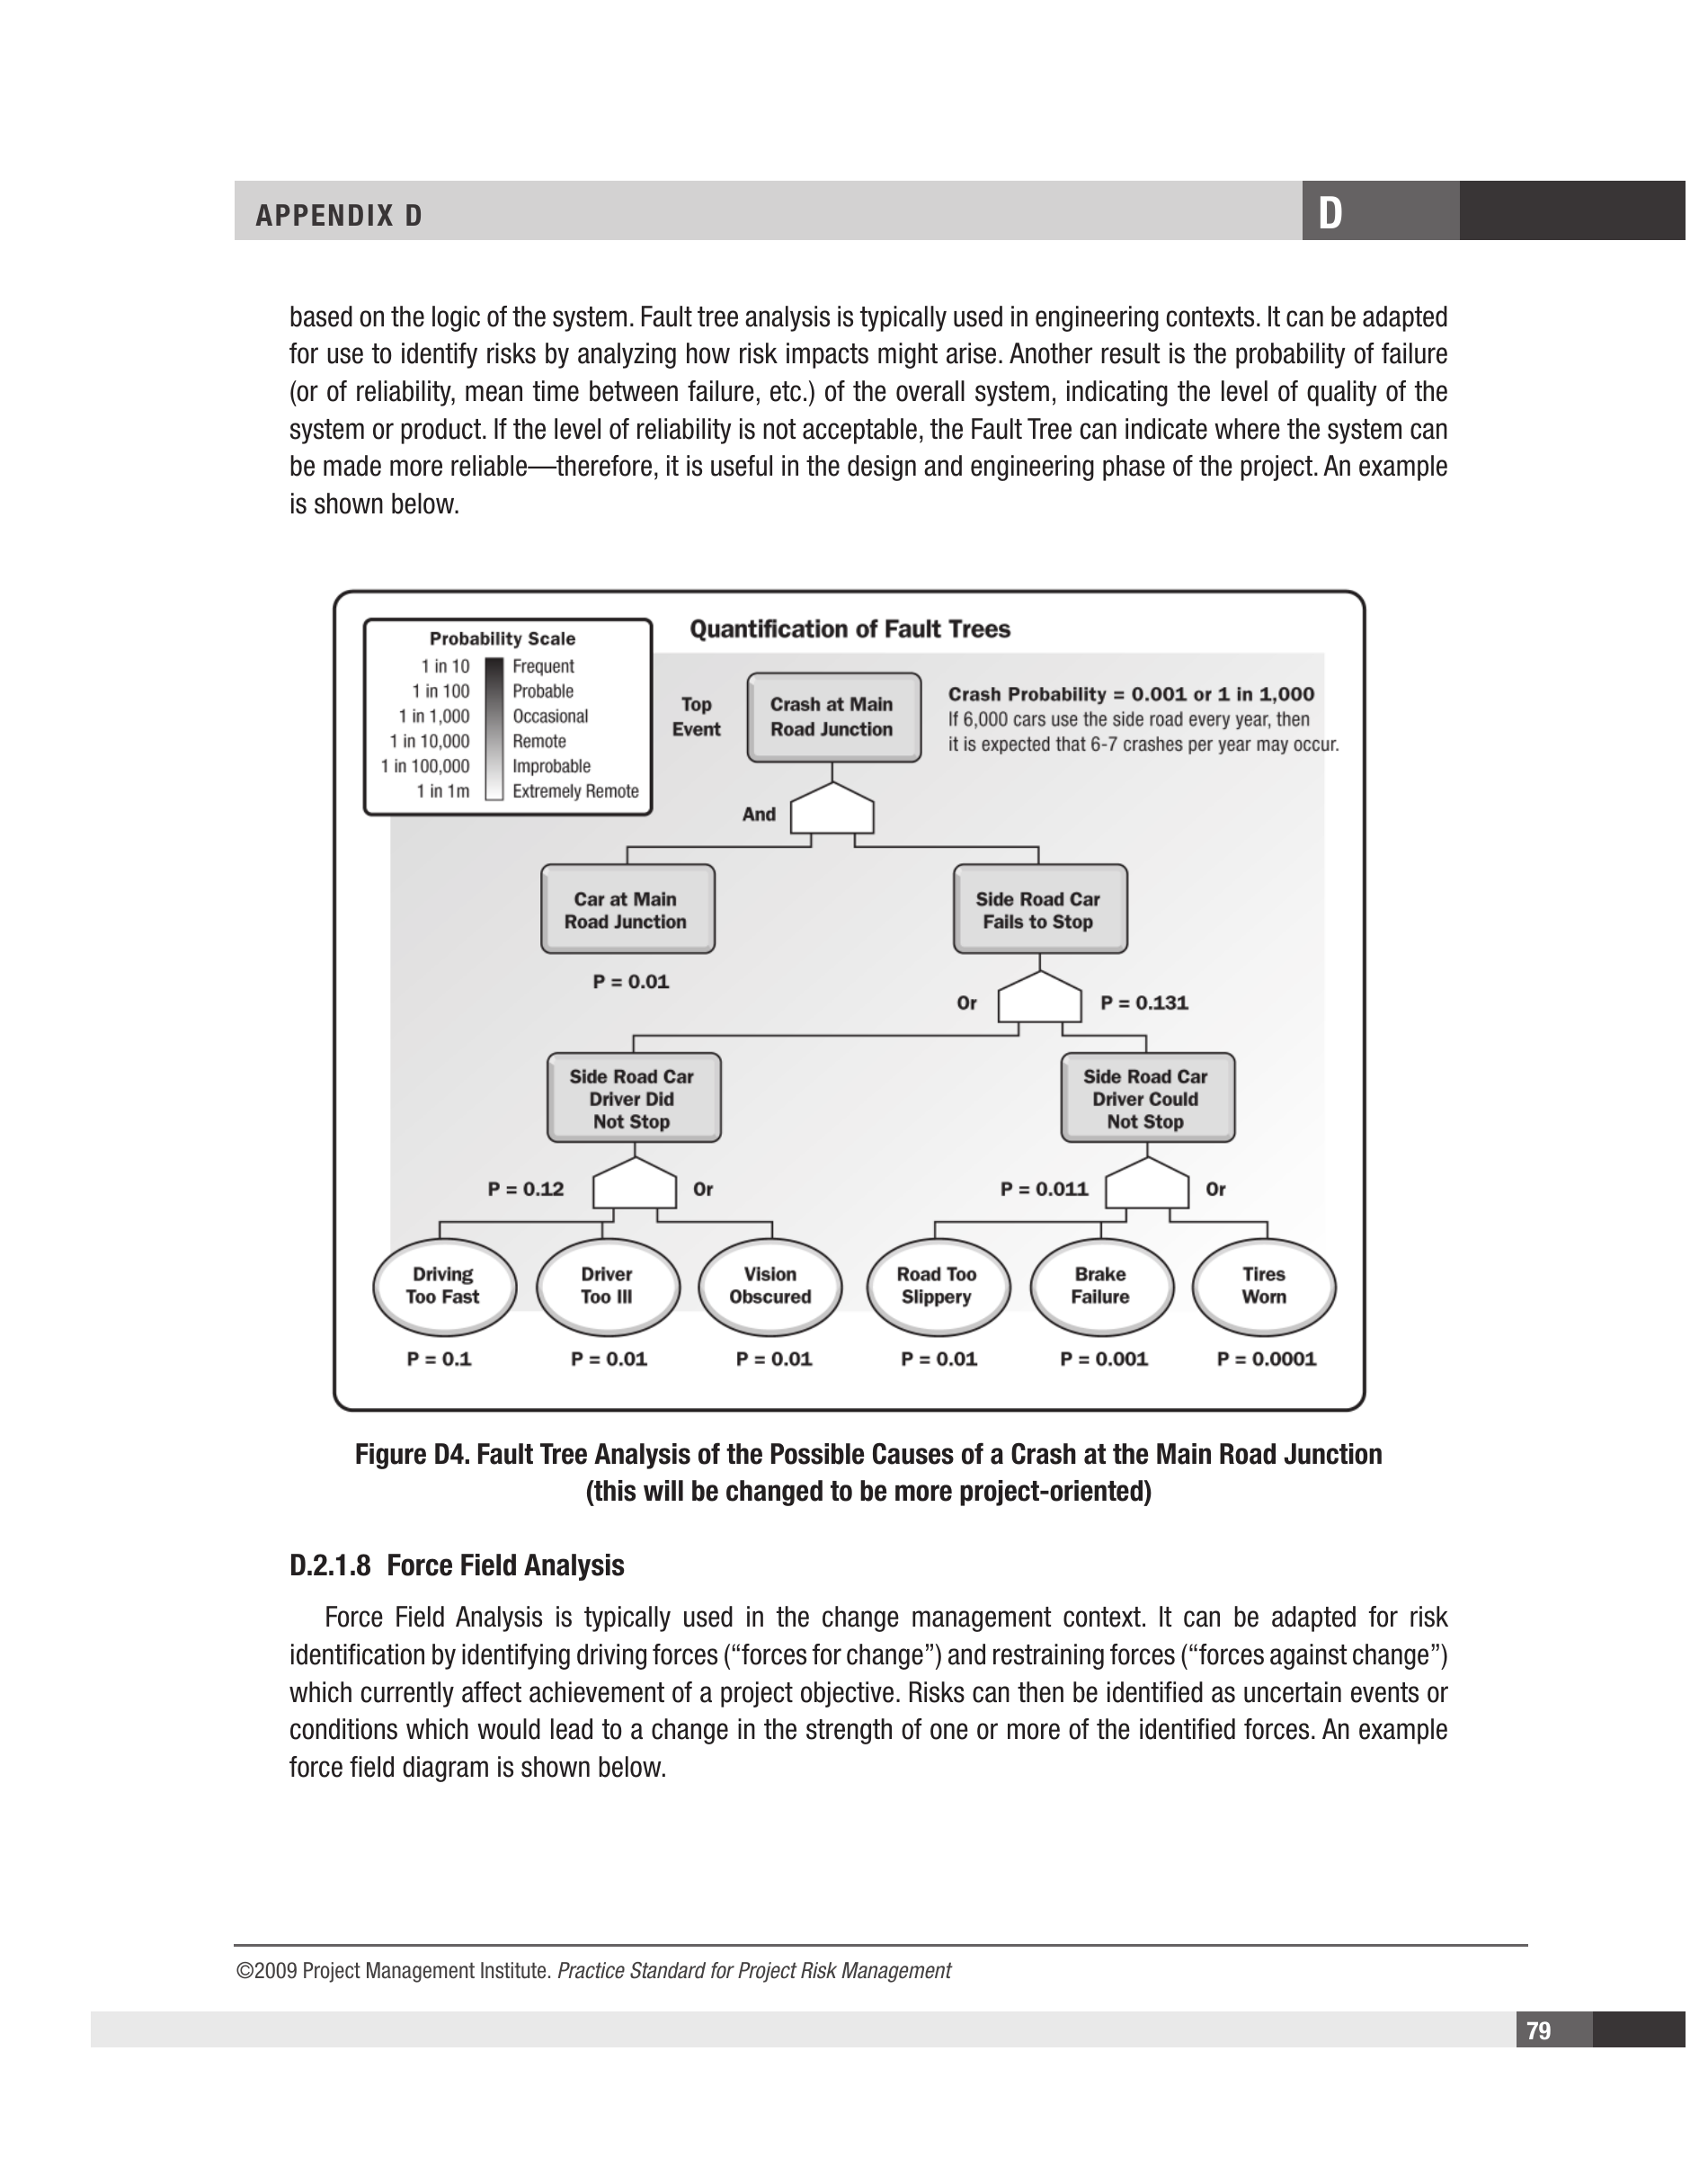 APPENDIX D
D
based on the logic of the system. Fault tree analysis is typically used in engineering contexts. It can be adapted
for use to identify risks by analyzing how risk impacts might arise. Another result is the probability of failure
(or of reliability, mean time between failure, etc.) of the overall system, indicating the level of quality of the
system or product. If the level of reliability is not acceptable, the Fault Tree can indicate where the system can
be made more reliable—therefore, it is useful in the design and engineering phase of the project. An example
is shown below.
Quantification of Fault Trees
Probability Scale
1 in 10 Frequent
1 in 100 Probable
1 in 1,000 Occasional
1 in 10,000 Remote
1 in 100,000 Improbable
1 in 1m Extremely Remote
Top
Event
Crash at Main
Road Junction
Crash Probability = 0.001 or 1 in 1,000
If 6,000 cars use the side road every year, then
it is expected that 6-7 crashes per year may occur.
And
Car at Main
Road Junction
P = 0.01
Side Road Car
Fails to Stop
Or
P = 0.131
Side Road Car
Driver Did
Not Stop
Side Road Car
Driver Could
Not Stop
P = 0.12
Or
P = 0.011
Or
Driving
Too Fast
Driver
Too Ill
Vision
Obscured
Road Too
Slippery
Brake
Failure
Tires
Worn
P = 0.1
P = 0.01
P = 0.01
P = 0.01
P = 0.001
P = 0.0001
Figure D4. Fault Tree Analysis of the Possible Causes of a Crash at the Main Road Junction
(this will be changed to be more project-oriented)
D.2.1.8 Force Field Analysis
Force Field Analysis is typically used in the change management context. It can be adapted for risk
identification by identifying driving forces (“forces for change”) and restraining forces (“forces against change”)
which currently affect achievement of a project objective. Risks can then be identified as uncertain events or
conditions which would lead to a change in the strength of one or more of the identified forces. An example
force field diagram is shown below.
©2009 Project Management Institute. Practice Standard for Project Risk Management
79